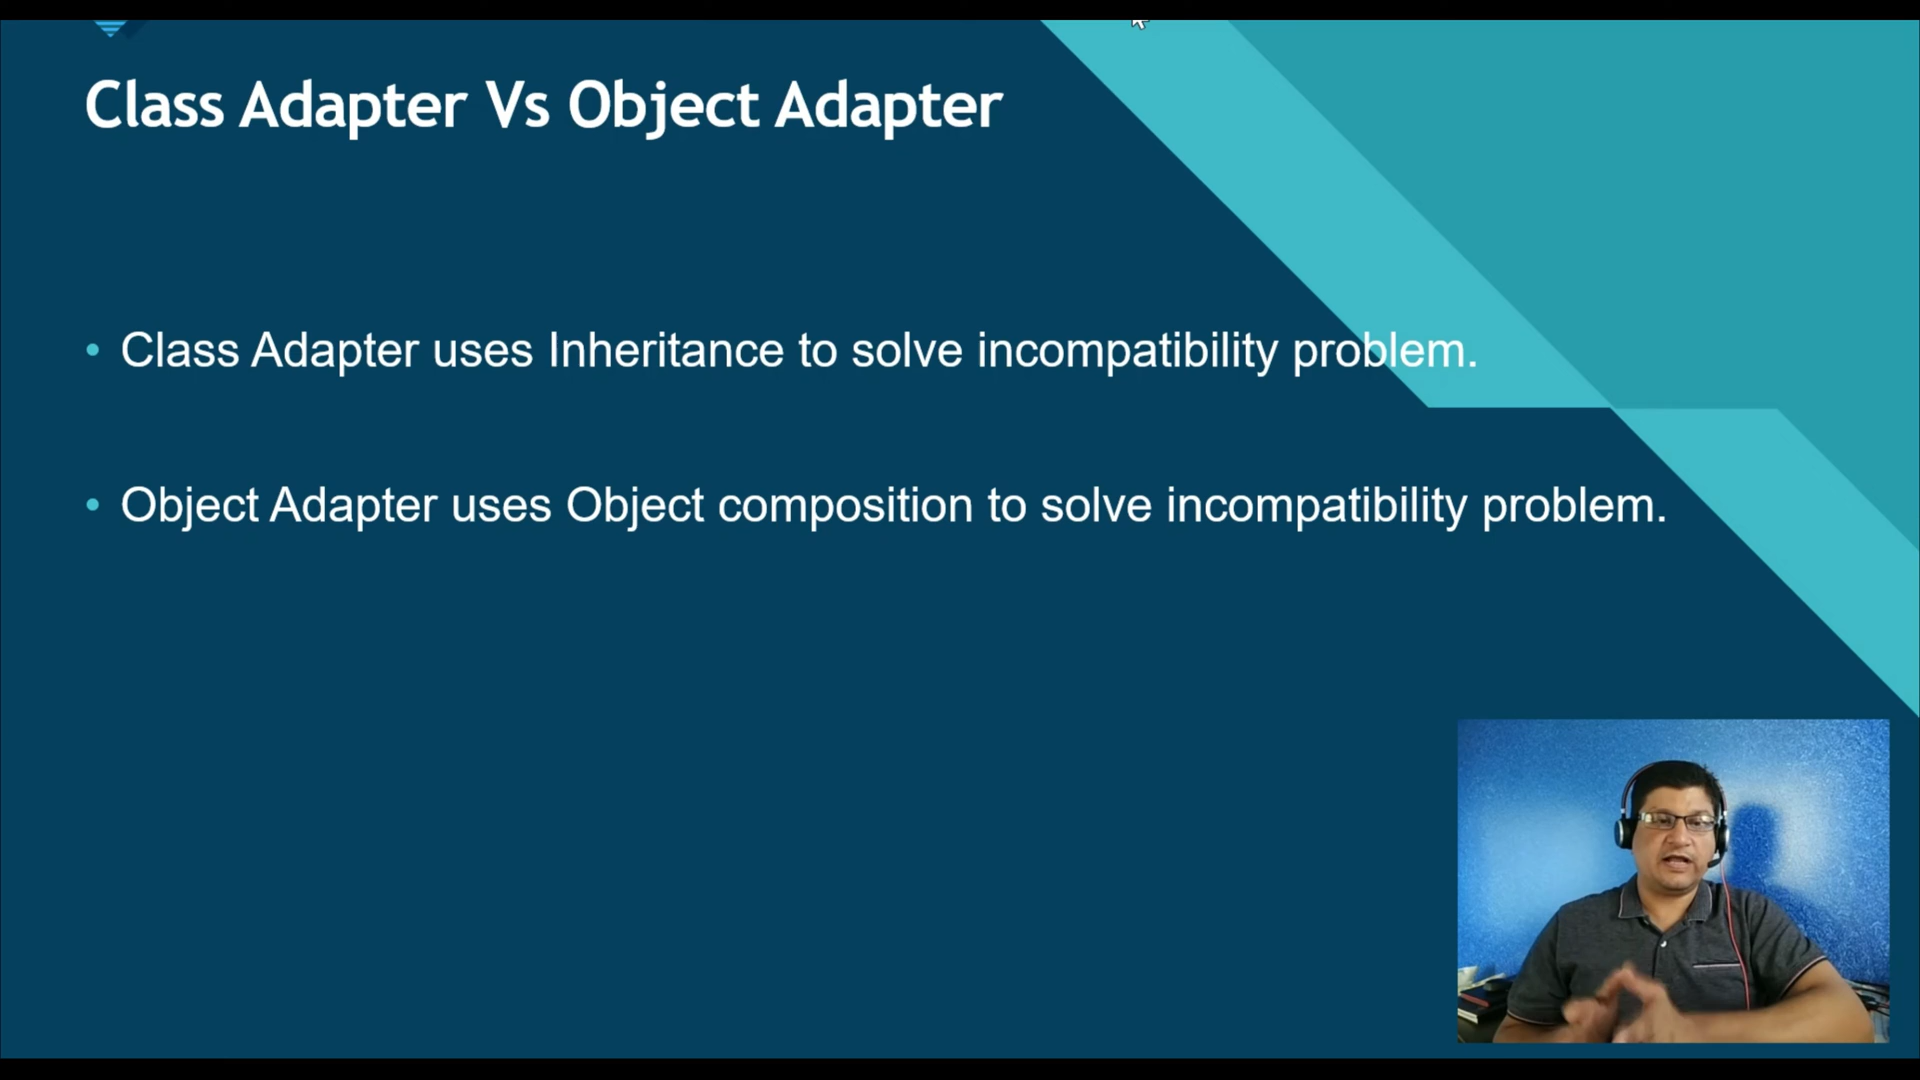 Class Adapter Vs Object Adapter
• Class Adapter uses Inheritance to solve incompatibility problem.
• Object Adapter uses Object composition to solve incompatibility problem.